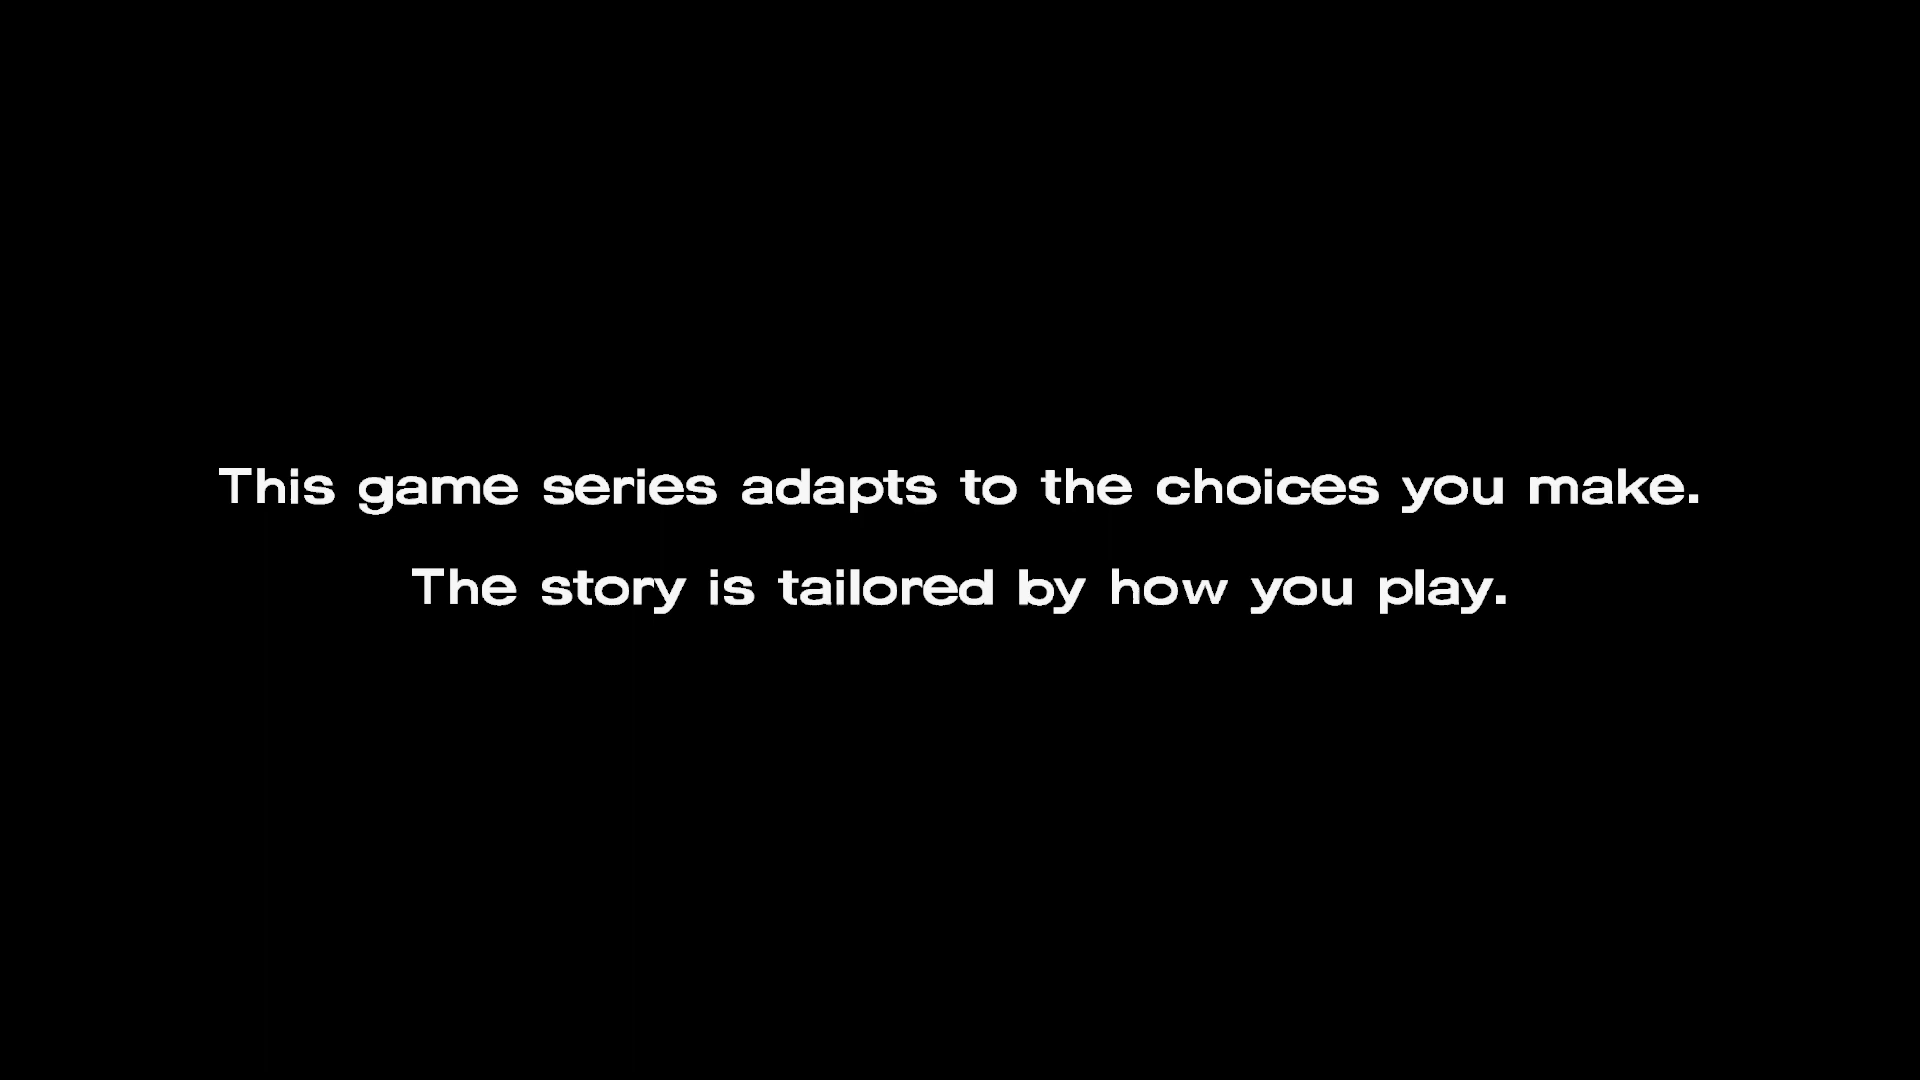 This game series adapts to the choices you make.
The story is tailored by how you play.